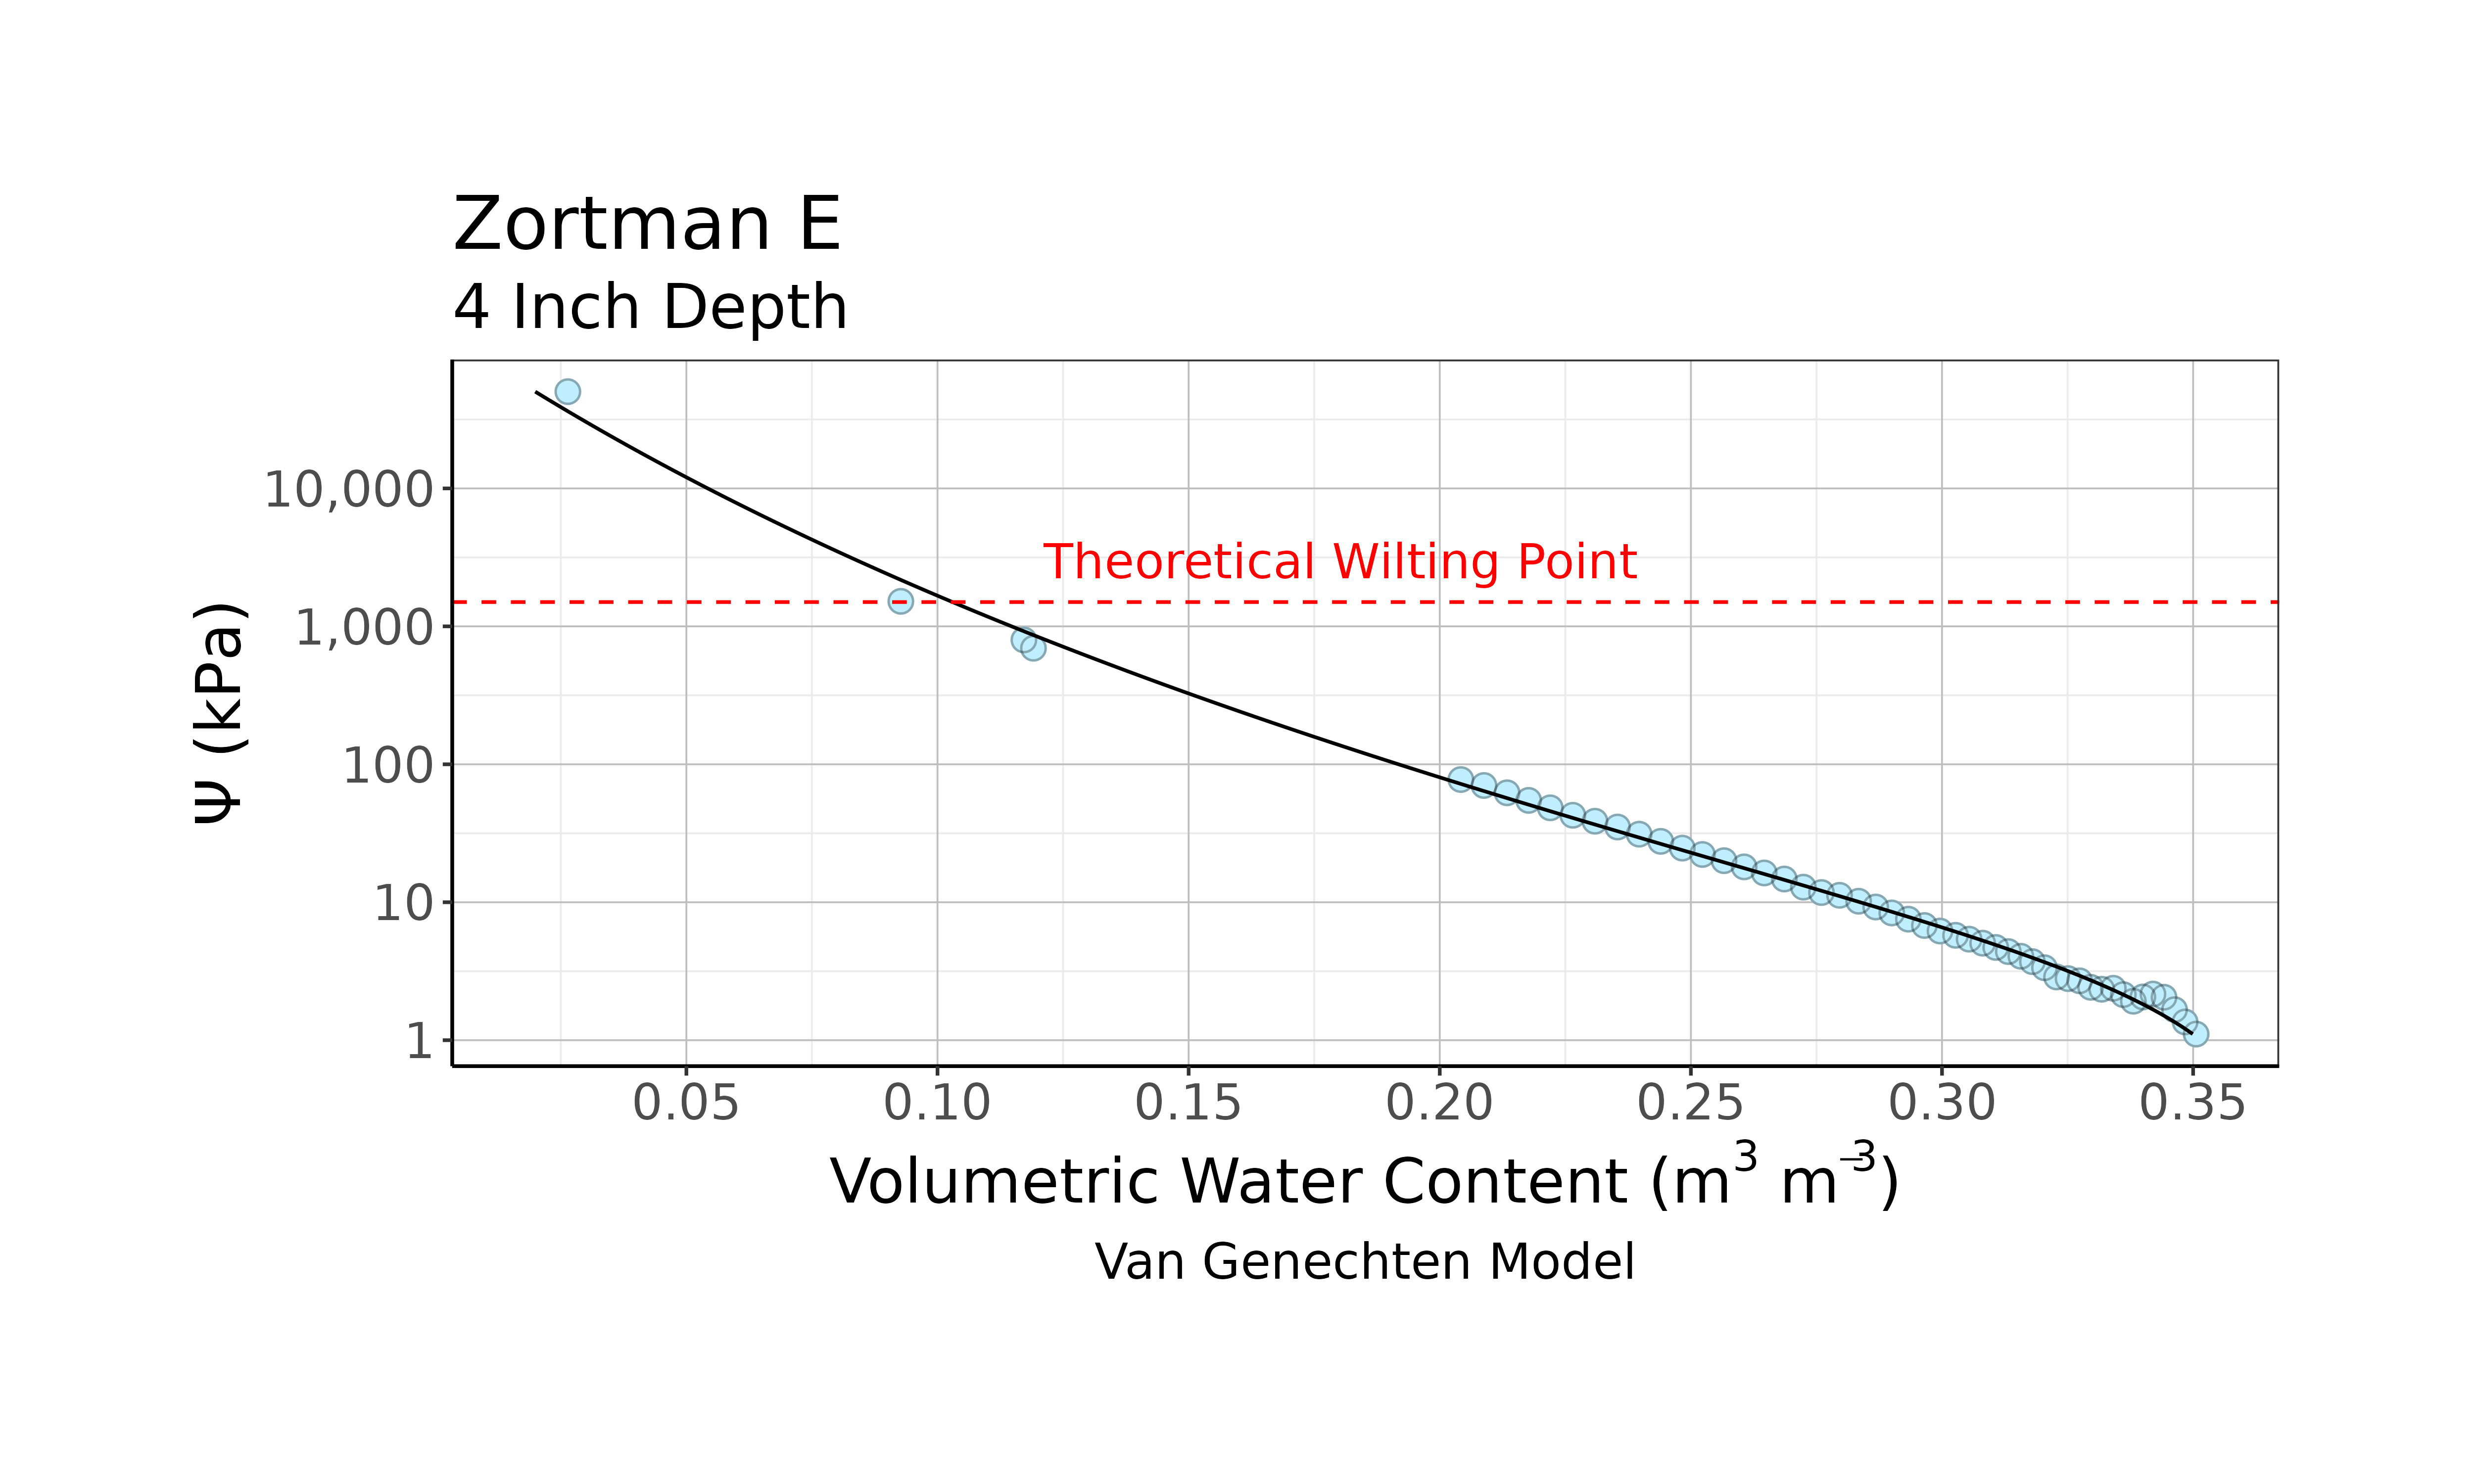 Zortman E
4 Inch Depth
Ψ (kPa)
10,000
1,000
100
10
1
Theoretical Wilting Point
0.05 0.10 0.15 0.20 0.25 0.30 0.35
Volumetric Water Content (m³ m⁻³)
Van Genechten Model